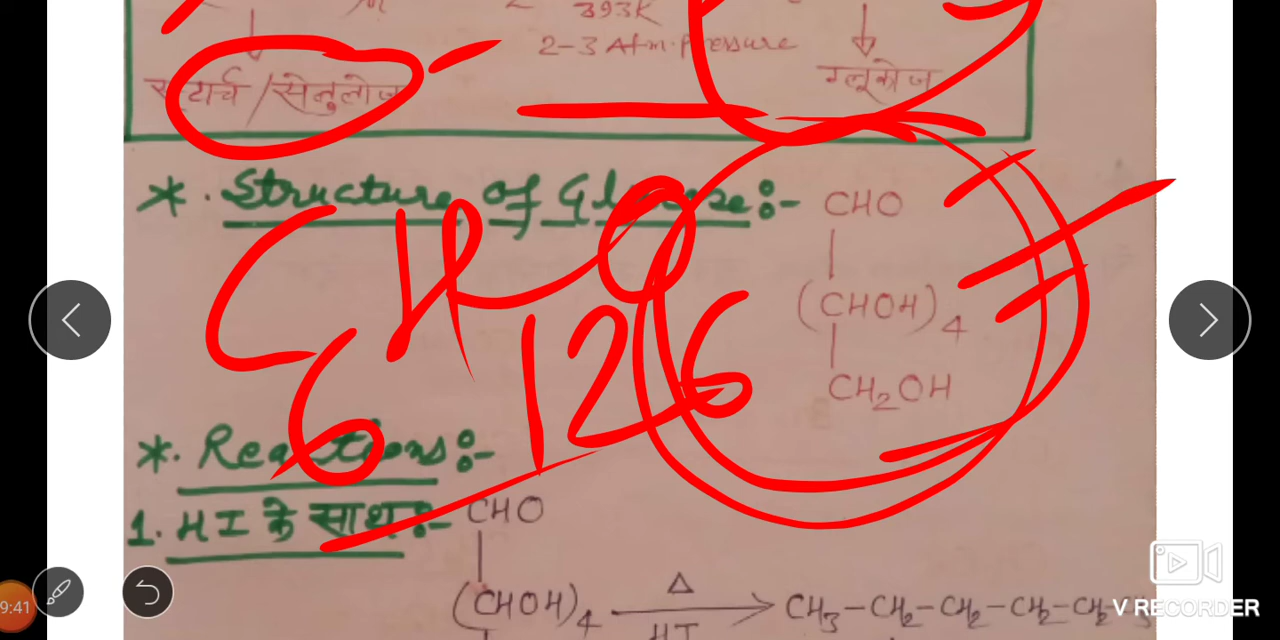 393K
2-3 Atm. Pressure
स्टार्च / सेलुलोज
ग्लूकोज
*. Structure of Glucose :-
CHO
(CHOH)4
CH2OH
C6H12O6
*. Reactions :-
1. HI के साथ :-
CHO
(CHOH)4
Δ
HI
CH3-CH2-CH2-CH2-CH2-CH3
9:41
V RECORDER